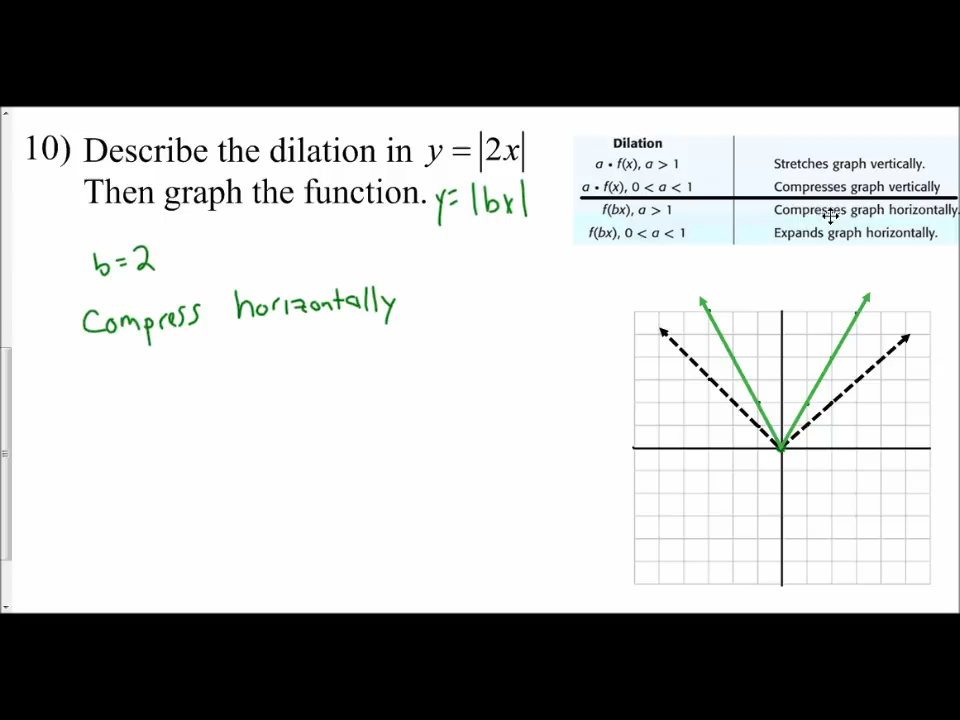 10) Describe the dilation in y = |2x|
Then graph the function. y = |bx|
b = 2
Compress horizontally
Dilation
a • f(x), a > 1 Stretches graph vertically.
a • f(x), 0 < a < 1 Compresses graph vertically
f(bx), a > 1 Compresses graph horizontally.
f(bx), 0 < a < 1 Expands graph horizontally.